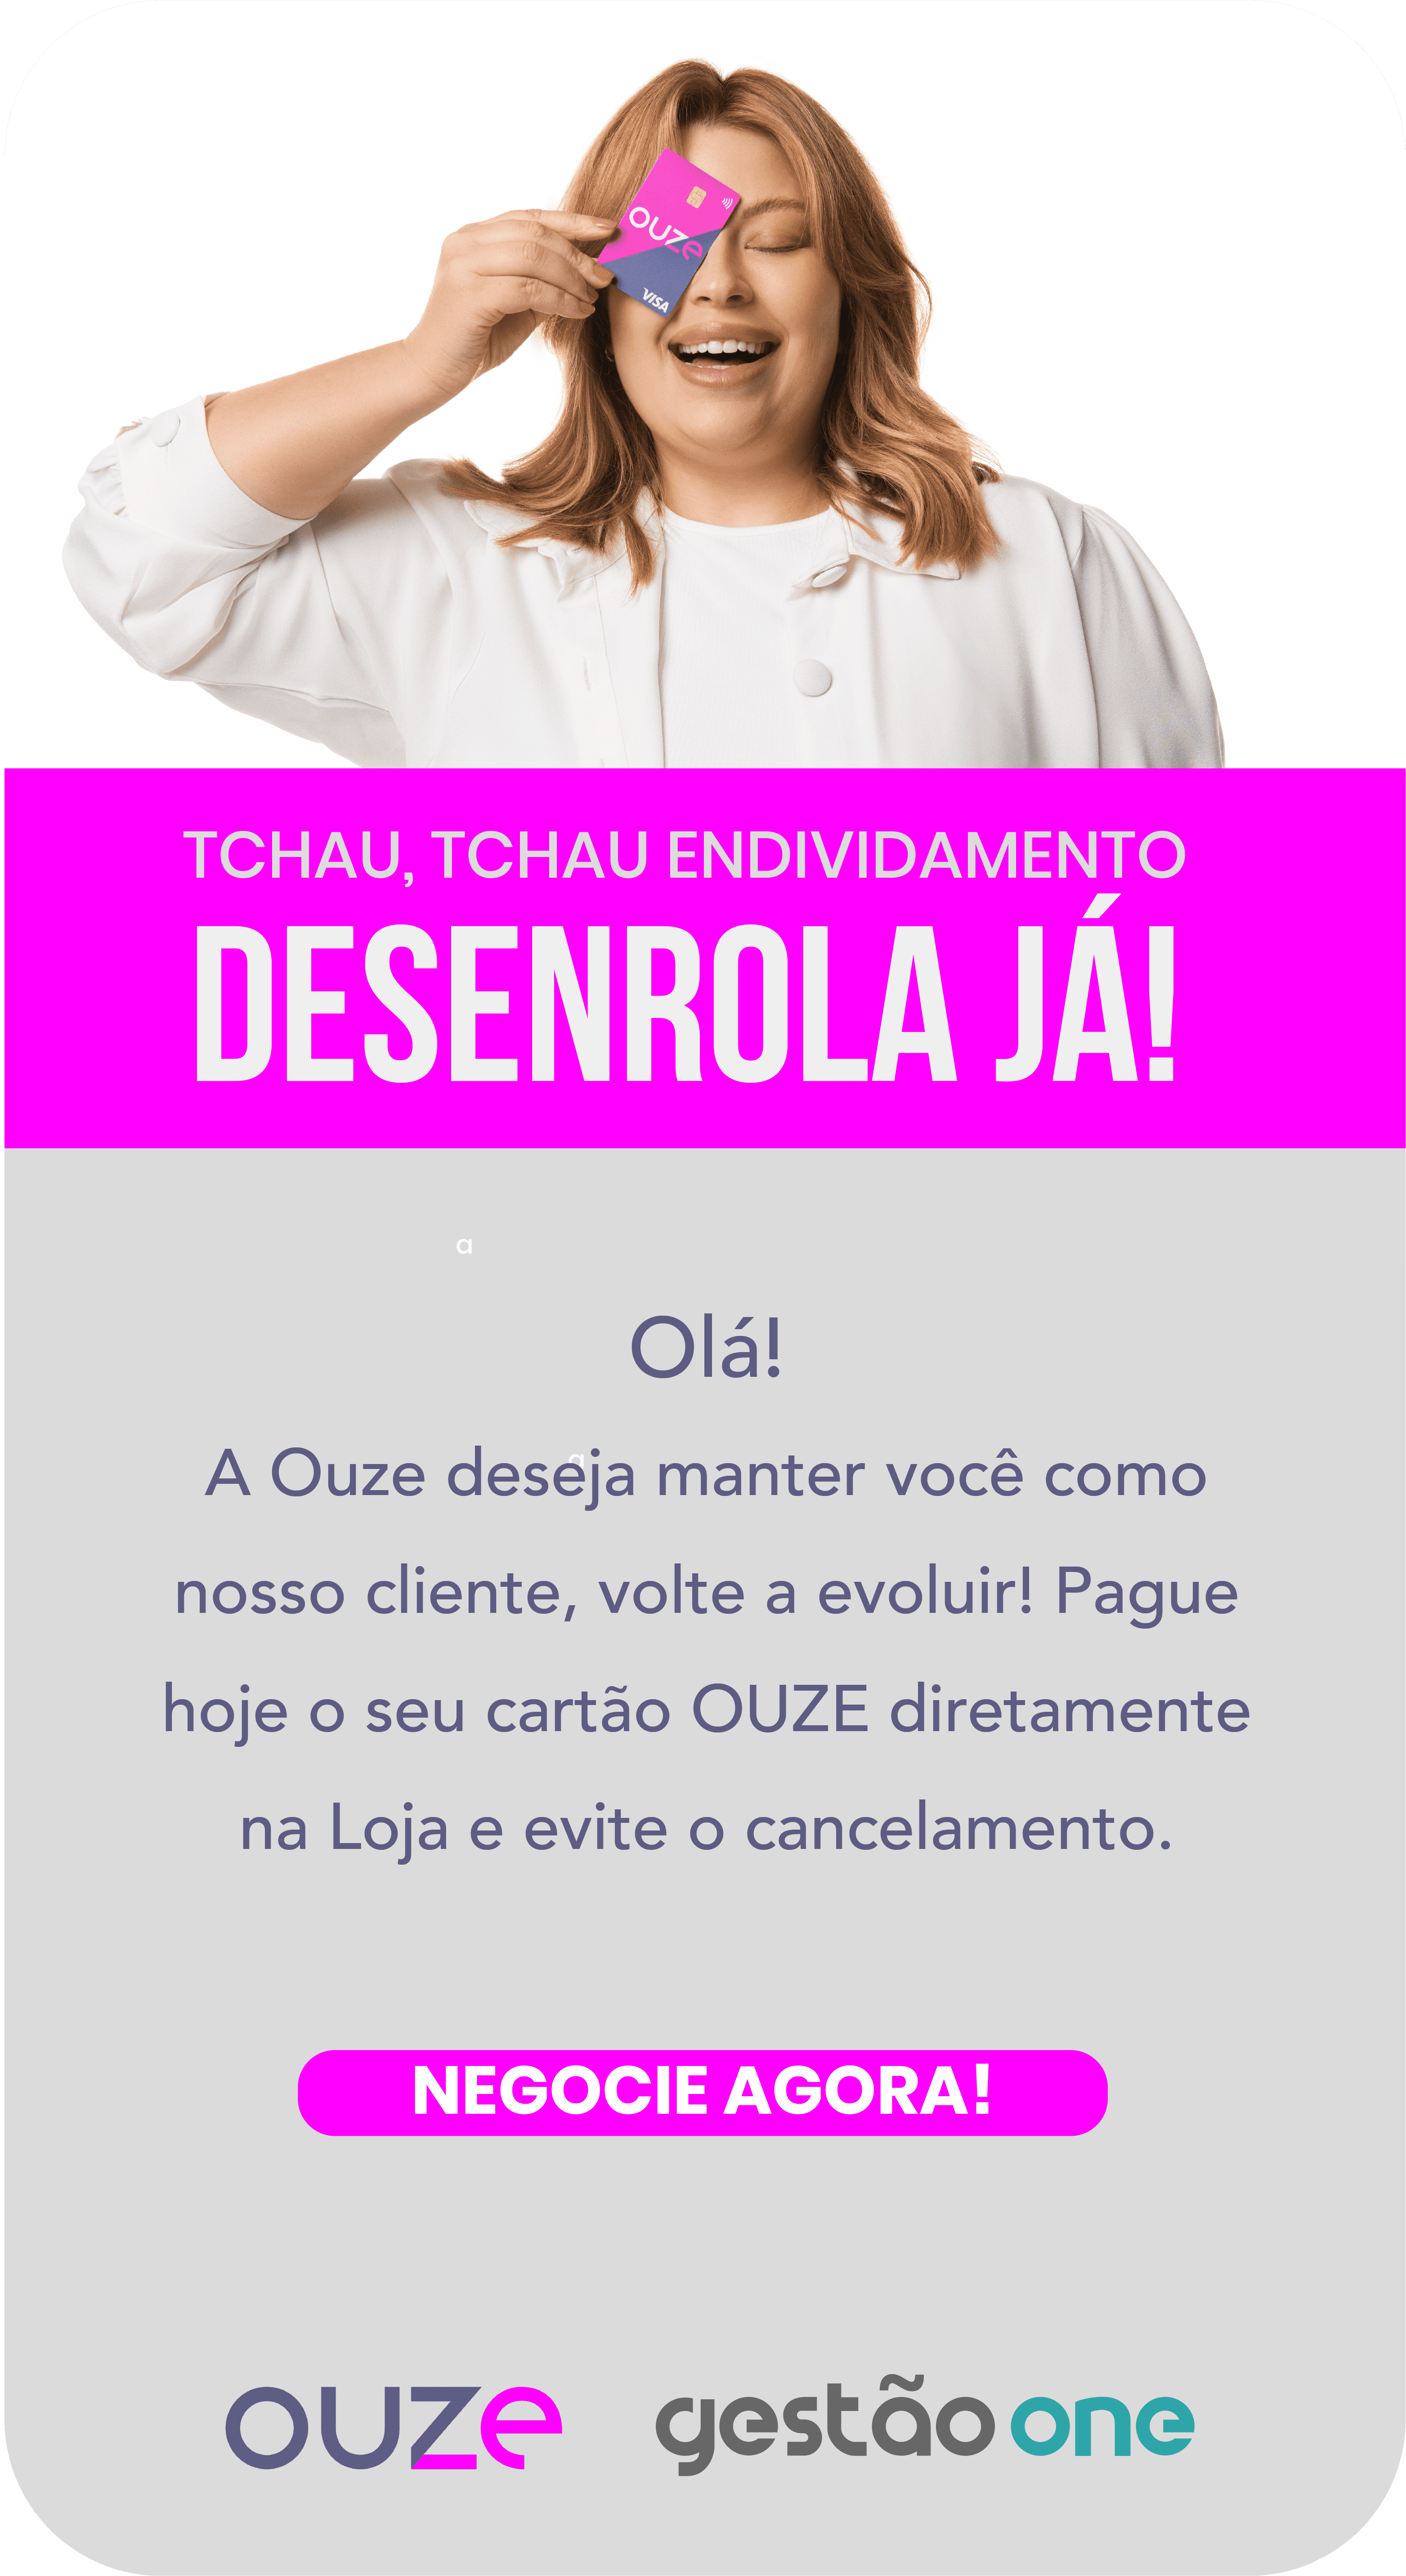 ouze
VISA
TCHAU, TCHAU ENDIVIDAMENTO
DESENROLA JÁ!
a
Olá!
a
A Ouze deseja manter você como
nosso cliente, volte a evoluir! Pague
hoje o seu cartão OUZE diretamente
na Loja e evite o cancelamento.
NEGOCIE AGORA!
ouze
gestão one